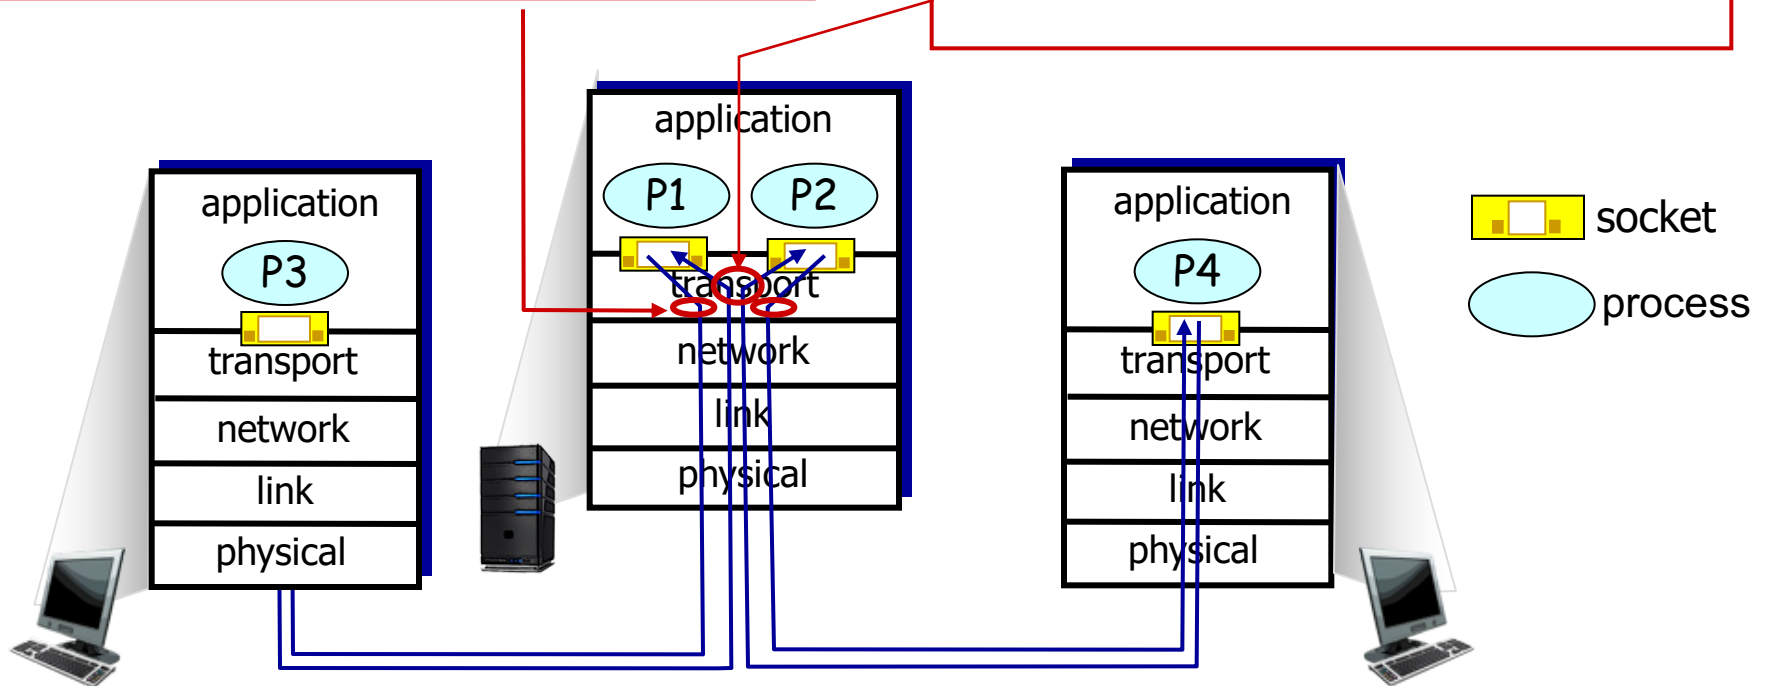 application
P3
transport
network
link
physical
application
P1
P2
transport
network
link
physical
application
P4
transport
network
link
physical
socket
process